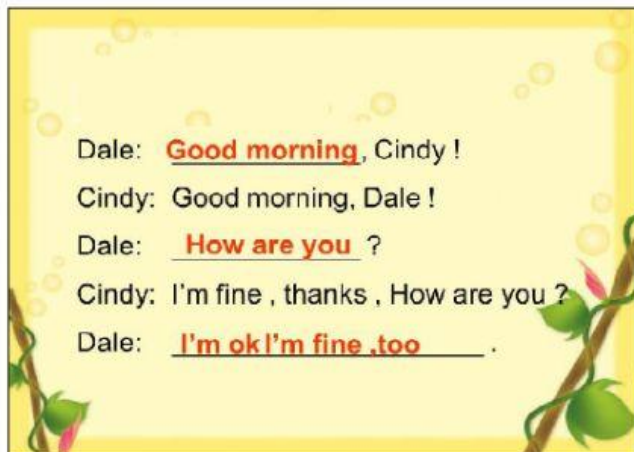 Dale: Good morning, Cindy !
Cindy: Good morning, Dale !
Dale: How are you ?
Cindy: I'm fine , thanks , How are you ?
Dale: I'm ok I'm fine ,too .